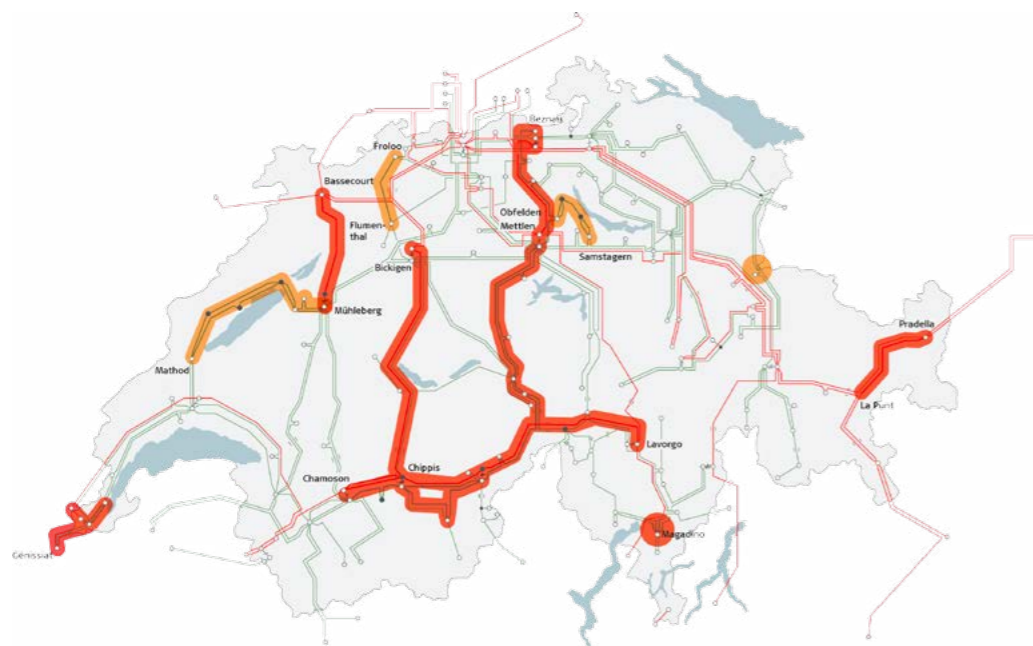 Beznau
Froloo
Bassecourt
Obfelden
Mettlen
Flumen-
thal
Samstagern
Bickigen
Mühleberg
Pradella
Mathod
La Punt
Lavorgo
Chippis
Chamoson
Magadino
Génissiat